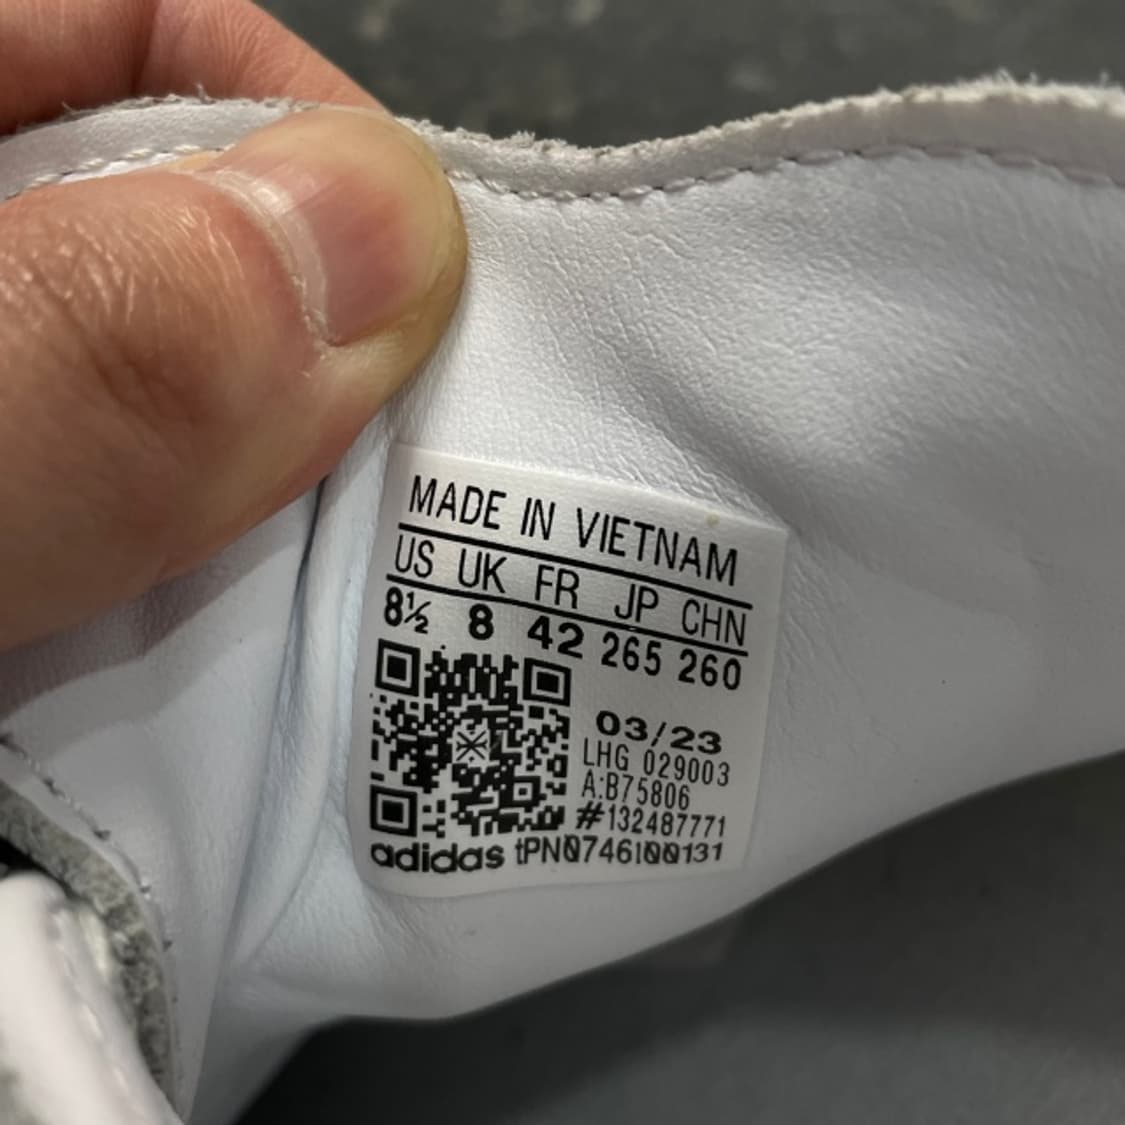 MADE IN VIETNAM
US UK FR JP CHN
8½ 8 42 265 260
03/23
LHG 029003
A:B75806
#132487771
adidas tPN0746100131